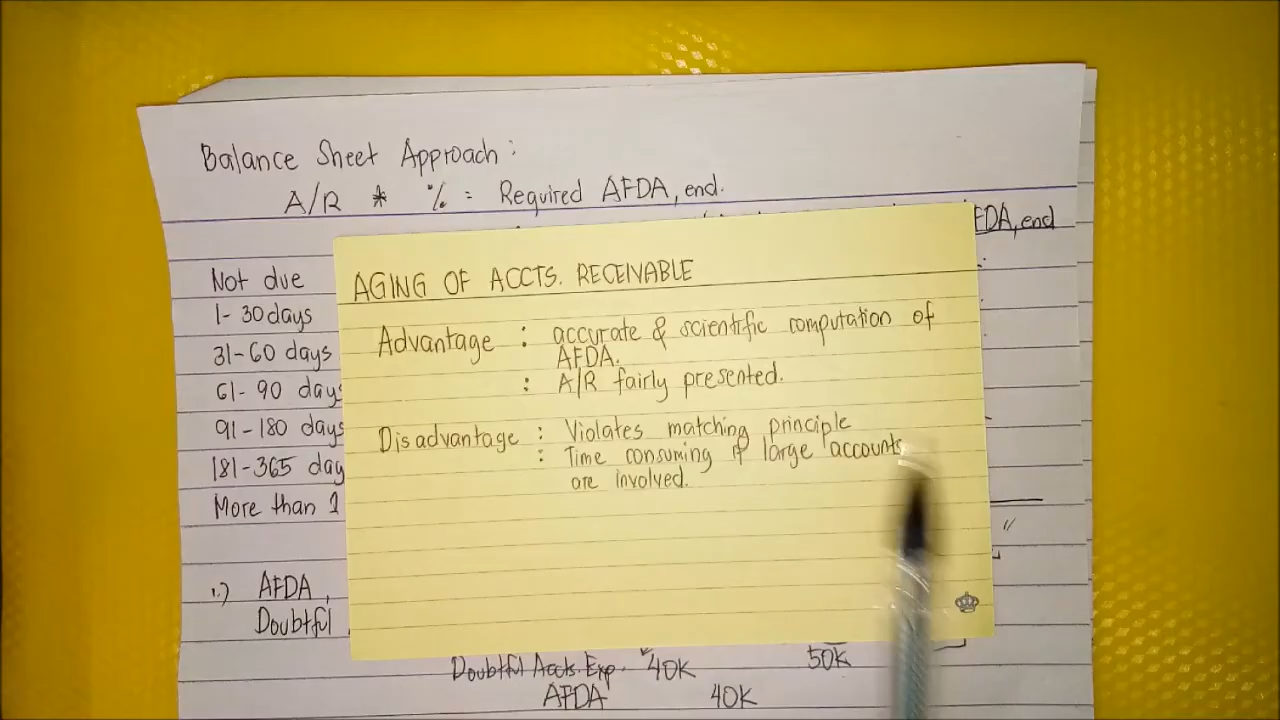 Balance Sheet Approach:
A/R * % = Required AFDA, end.
FDA, end
Not due
1-30 days
31-60 days
61-90 days
91-180 days
181-365 day
More than 1
AGING OF ACCTS. RECEIVABLE
Advantage : accurate & scientific computation of
AFDA.
: A/R fairly presented.
Disadvantage : Violates matching principle
: Time consuming if large accounts
are involved.
1.) AFDA,
Doubtful
50K
Doubtful Accts. Exp. 40K
AFDA 40K